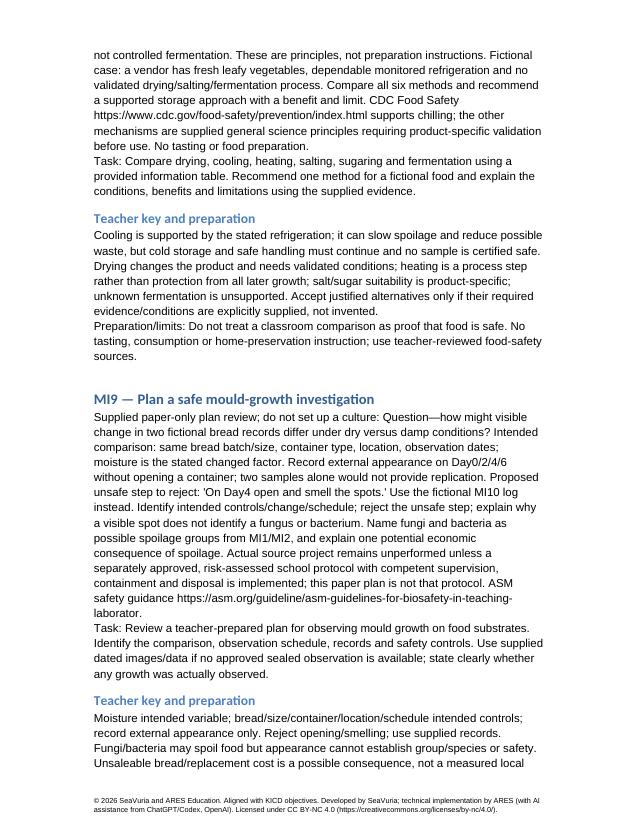 not controlled fermentation. These are principles, not preparation instructions. Fictional
case: a vendor has fresh leafy vegetables, dependable monitored refrigeration and no
validated drying/salting/fermentation process. Compare all six methods and recommend
a supported storage approach with a benefit and limit. CDC Food Safety
https://www.cdc.gov/food-safety/prevention/index.html supports chilling; the other
mechanisms are supplied general science principles requiring product-specific validation
before use. No tasting or food preparation.
Task: Compare drying, cooling, heating, salting, sugaring and fermentation using a
provided information table. Recommend one method for a fictional food and explain the
conditions, benefits and limitations using the supplied evidence.
Teacher key and preparation
Cooling is supported by the stated refrigeration; it can slow spoilage and reduce possible
waste, but cold storage and safe handling must continue and no sample is certified safe.
Drying changes the product and needs validated conditions; heating is a process step
rather than protection from all later growth; salt/sugar suitability is product-specific;
unknown fermentation is unsupported. Accept justified alternatives only if their required
evidence/conditions are explicitly supplied, not invented.
Preparation/limits: Do not treat a classroom comparison as proof that food is safe. No
tasting, consumption or home-preservation instruction; use teacher-reviewed food-safety
sources.
MI9 — Plan a safe mould-growth investigation
Supplied paper-only plan review; do not set up a culture: Question—how might visible
change in two fictional bread records differ under dry versus damp conditions? Intended
comparison: same bread batch/size, container type, location, observation dates;
moisture is the stated changed factor. Record external appearance on Day0/2/4/6
without opening a container; two samples alone would not provide replication. Proposed
unsafe step to reject: 'On Day4 open and smell the spots.' Use the fictional MI10 log
instead. Identify intended controls/change/schedule; reject the unsafe step; explain why
a visible spot does not identify a fungus or bacterium. Name fungi and bacteria as
possible spoilage groups from MI1/MI2, and explain one potential economic
consequence of spoilage. Actual source project remains unperformed unless a
separately approved, risk-assessed school protocol with competent supervision,
containment and disposal is implemented; this paper plan is not that protocol. ASM
safety guidance https://asm.org/guideline/asm-guidelines-for-biosafety-in-teaching-
laborator.
Task: Review a teacher-prepared plan for observing mould growth on food substrates.
Identify the comparison, observation schedule, records and safety controls. Use supplied
dated images/data if no approved sealed observation is available; state clearly whether
any growth was actually observed.
Teacher key and preparation
Moisture intended variable; bread/size/container/location/schedule intended controls;
record external appearance only. Reject opening/smelling; use supplied records.
Fungi/bacteria may spoil food but appearance cannot establish group/species or safety.
Unsaleable bread/replacement cost is a possible consequence, not a measured local
© 2026 SeaVuria and ARES Education. Aligned with KICD objectives. Developed by SeaVuria; technical implementation by ARES (with AI
assistance from ChatGPT/Codex, OpenAI). Licensed under CC BY-NC 4.0 (https://creativecommons.org/licenses/by-nc/4.0/).